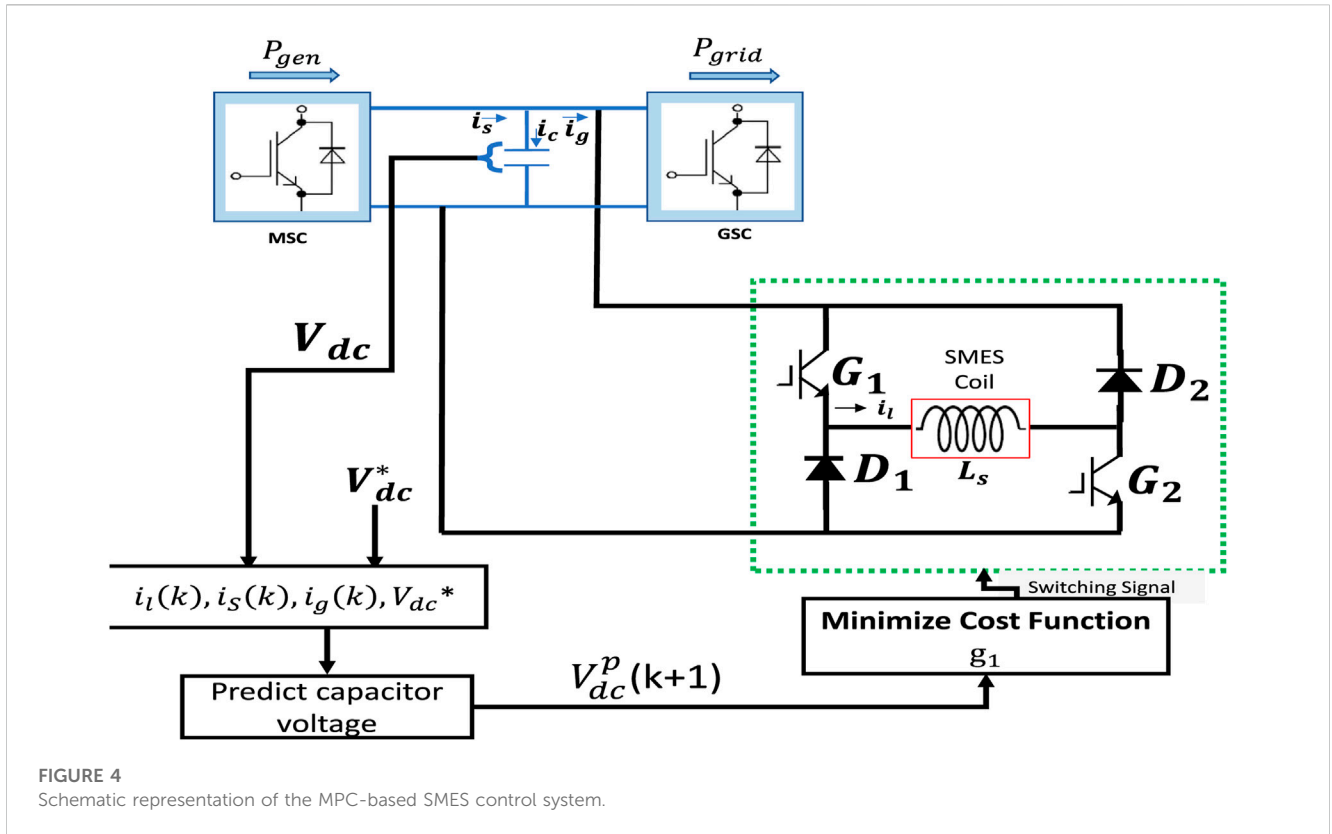 P_gen
P_grid
i_s
i_c i_g
MSC
GSC
V_dc
SMES
Coil
G_1
D_2
i_l
D_1
L_s
G_2
V_dc^*
i_l(k), i_S(k), i_g(k), V_dc*
Switching Signal
Minimize Cost Function
g_1
Predict capacitor
voltage
V_dc^p(k+1)
FIGURE 4
Schematic representation of the MPC-based SMES control system.